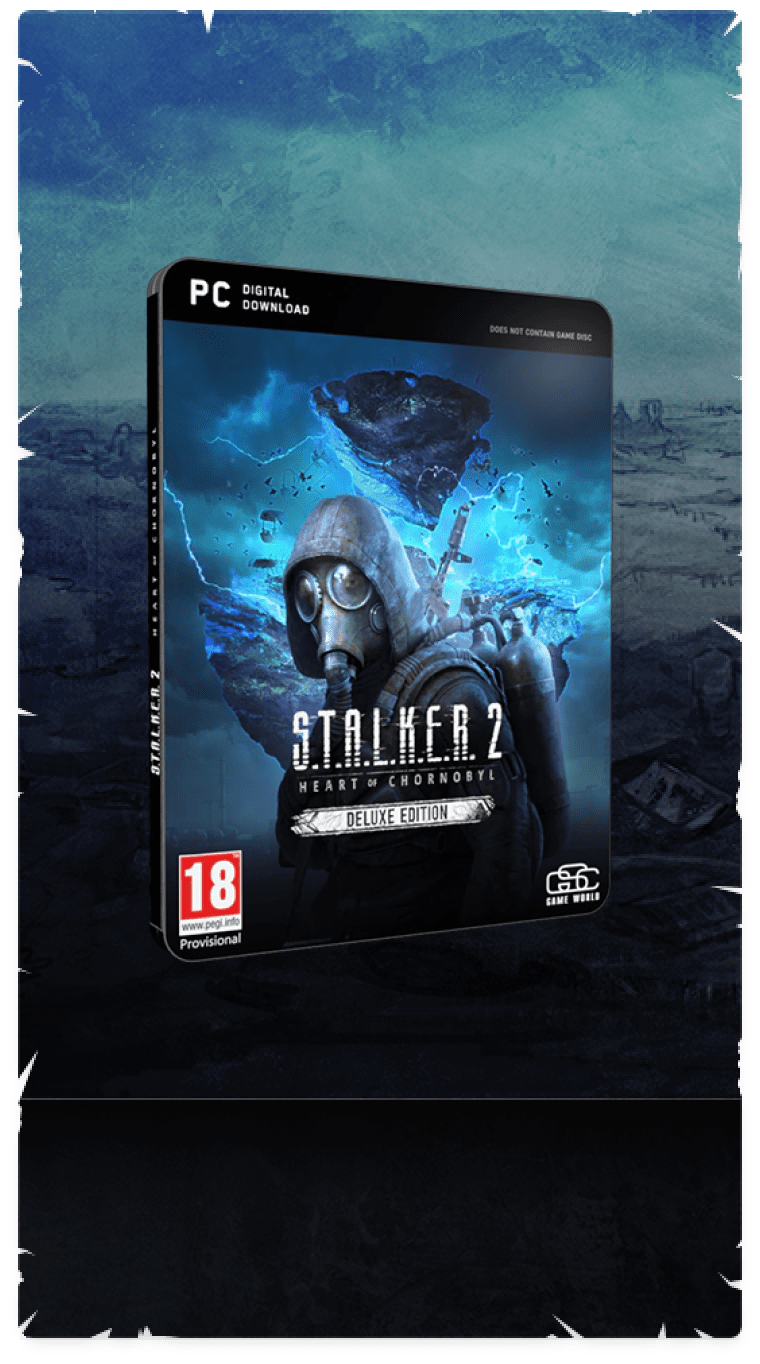 PC DIGITAL
DOWNLOAD
DOES NOT CONTAIN GAME DISC
S.T.A.L.K.E.R. 2
HEART OF CHORNOBYL
S.T.A.L.K.E.R. 2
HEART OF CHORNOBYL
DELUXE EDITION
18
www.pegi.info
Provisional
GSC
GAME WORLD